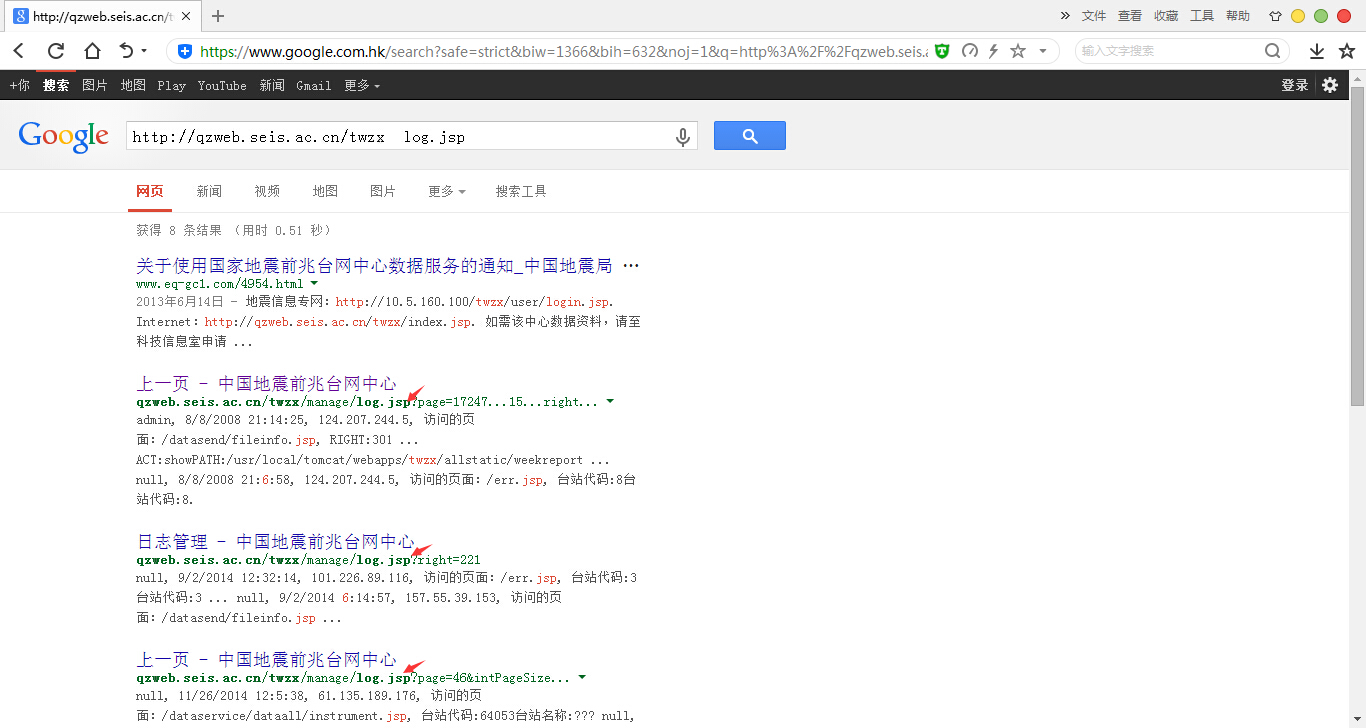 http://qzweb.seis.ac.cn/t
文件 查看 收藏 工具 帮助
https://www.google.com.hk/search?safe=strict&biw=1366&bih=632&noj=1&q=http%3A%2F%2Fqzweb.seis.a
输入文字搜索
+你 搜索 图片 地图 Play YouTube 新闻 Gmail 更多
登录
Google
http://qzweb.seis.ac.cn/twzx log.jsp
网页 新闻 视频 地图 图片 更多 搜索工具
获得 8 条结果 （用时 0.51 秒）
关于使用国家地震前兆台网中心数据服务的通知_中国地震局 ...
www.eq-gc1.com/4954.html
2013年6月14日 - 地震信息专网：http://10.5.160.100/twzx/user/login.jsp.
Internet：http://qzweb.seis.ac.cn/twzx/index.jsp. 如需该中心数据资料，请至
科技信息室申请 ...
上一页 - 中国地震前兆台网中心
qzweb.seis.ac.cn/twzx/manage/log.jsp?page=17247...15...right...
admin, 8/8/2008 21:14:25, 124.207.244.5, 访问的页
面：/datasend/fileinfo.jsp, RIGHT:301 ...
ACT:showPATH:/usr/local/tomcat/webapps/twzx/allstatic/weekreport ...
null, 8/8/2008 21:6:58, 124.207.244.5, 访问的页面：/err.jsp, 台站代码:8台
站代码:8.
日志管理 - 中国地震前兆台网中心
qzweb.seis.ac.cn/twzx/manage/log.jsp?right=221
null, 9/2/2014 12:32:14, 101.226.89.116, 访问的页面：/err.jsp, 台站代码:3
台站代码:3 ... null, 9/2/2014 6:14:57, 157.55.39.153, 访问的页
面：/datasend/fileinfo.jsp ...
上一页 - 中国地震前兆台网中心
qzweb.seis.ac.cn/twzx/manage/log.jsp?page=46&intPageSize...
null, 11/26/2014 12:5:38, 61.135.189.176, 访问的页
面：/dataservice/dataall/instrument.jsp, 台站代码:64053台站名称:??? null,